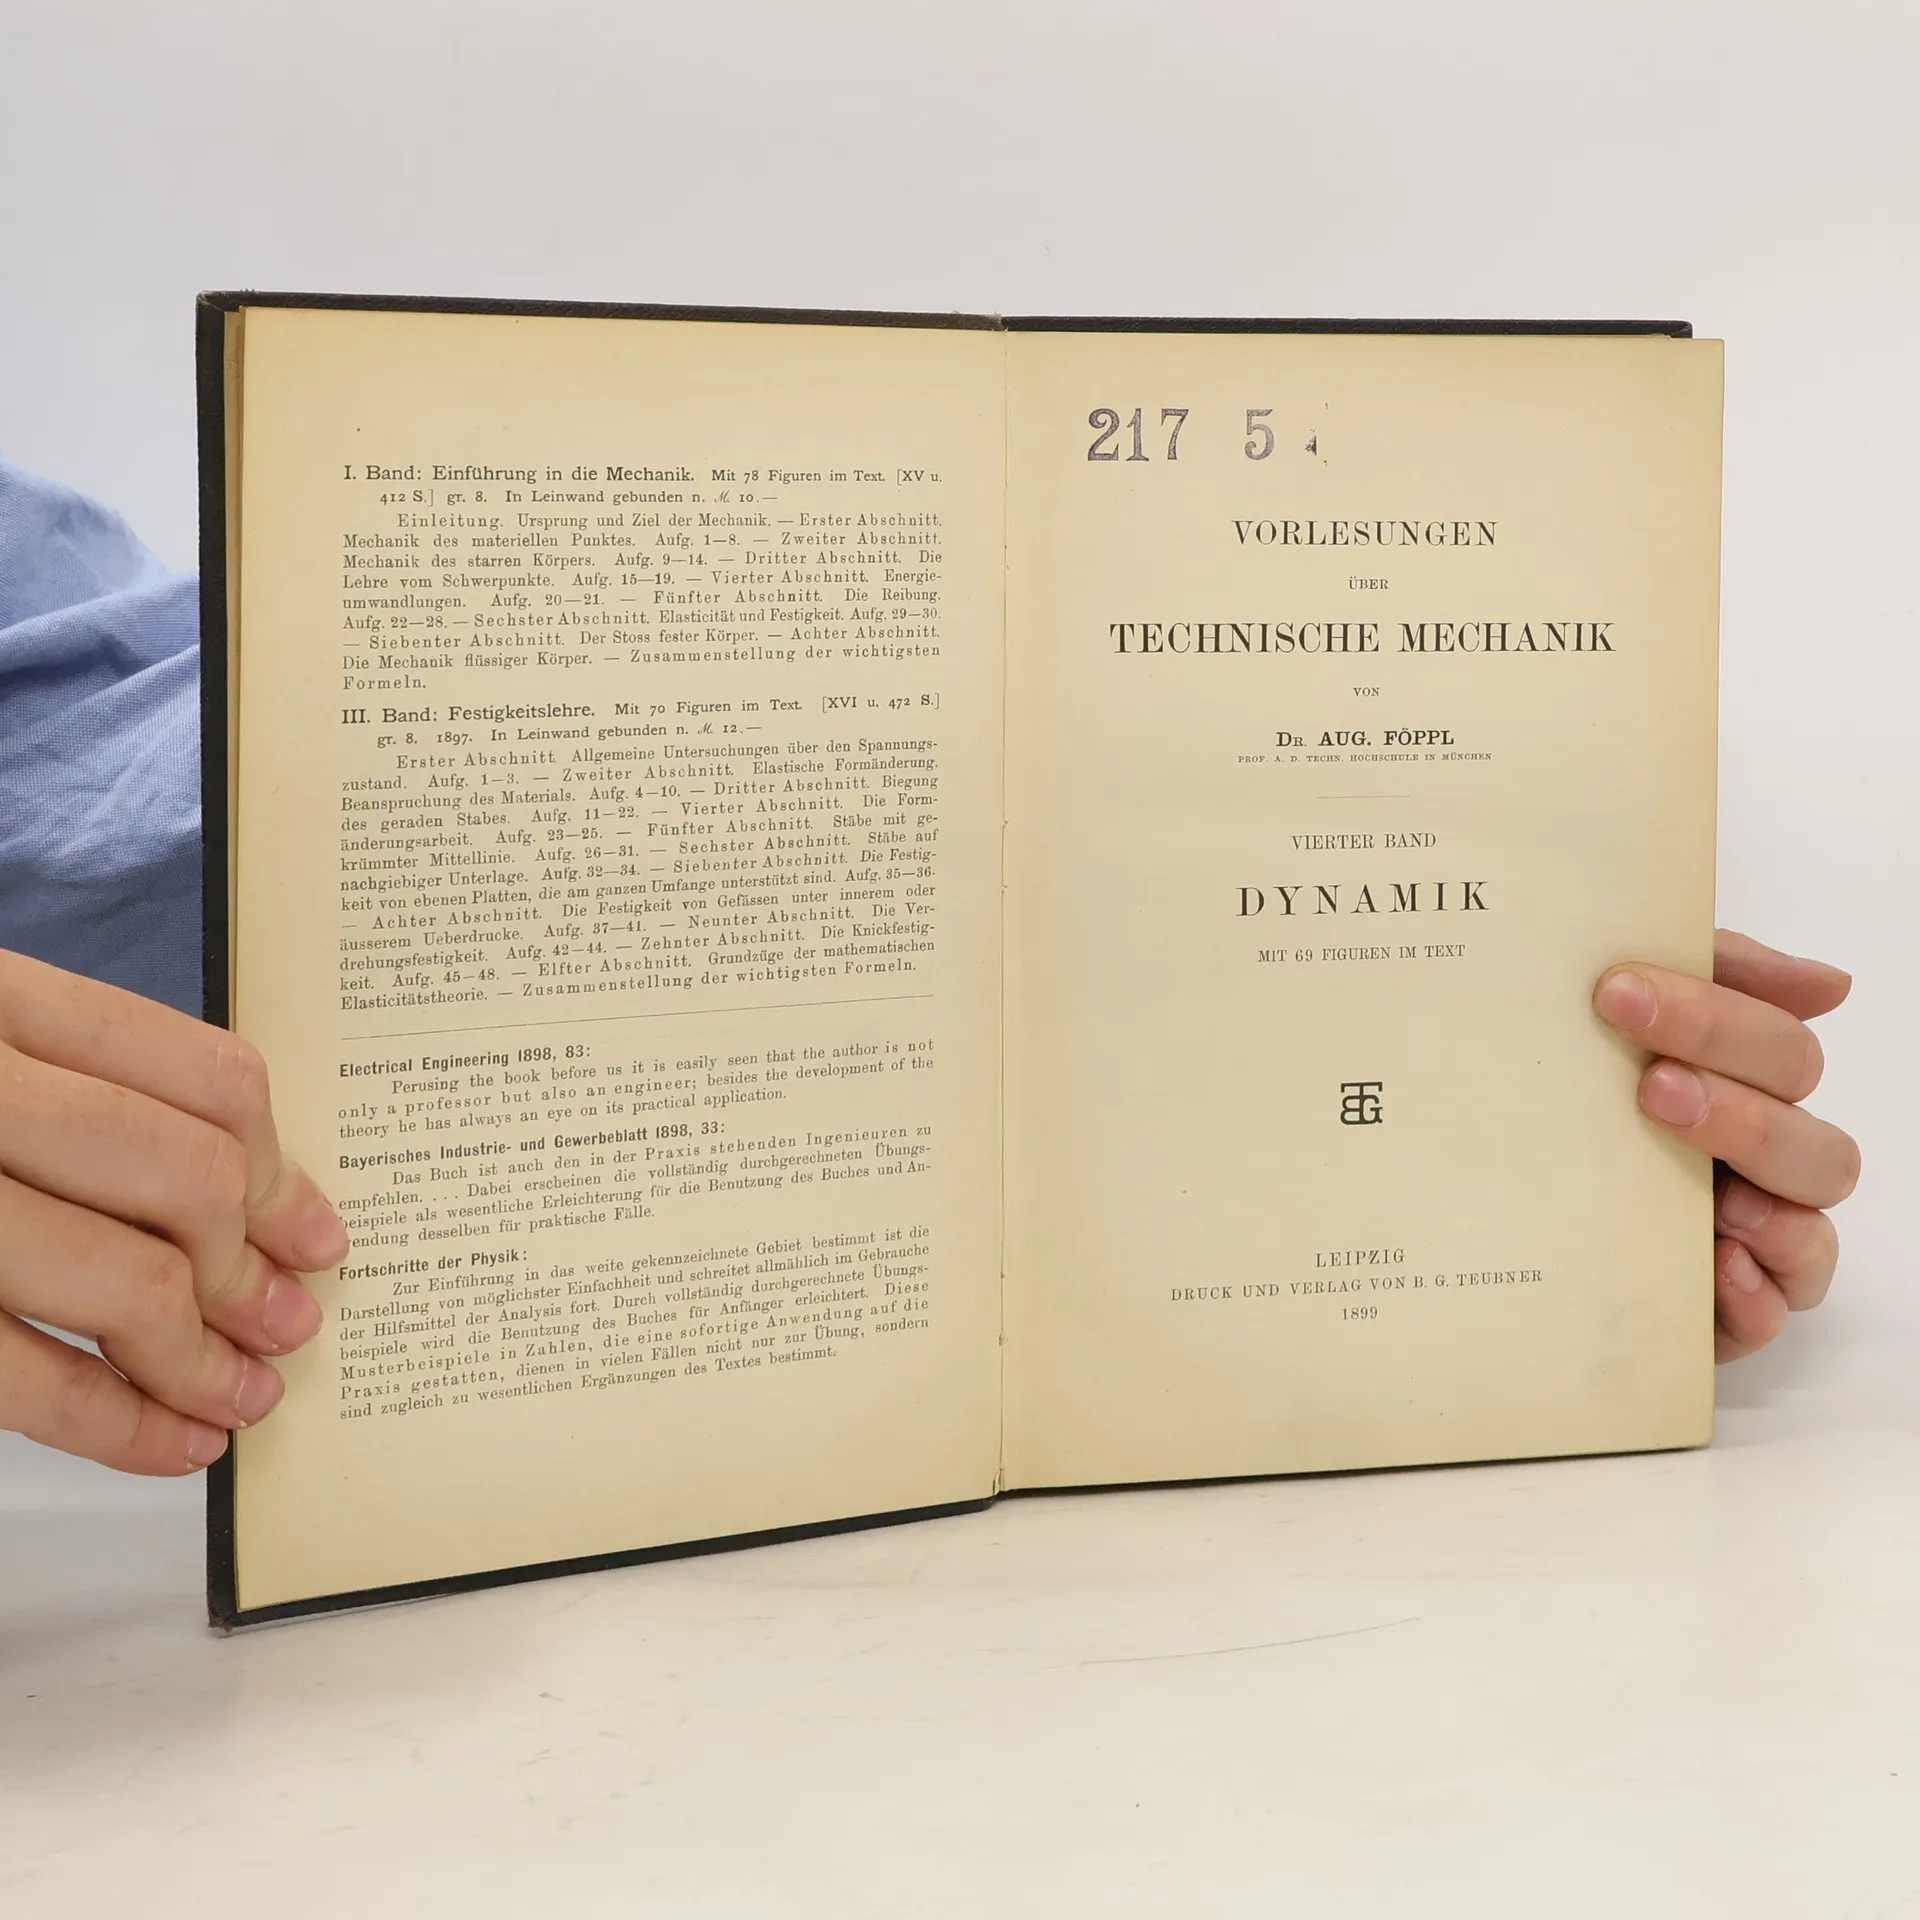 I. Band: Einführung in die Mechanik. Mit 78 Figuren im Text. [XV u.
412 S.] gr. 8. In Leinwand gebunden n. ℳ. 10.—
Einleitung. Ursprung und Ziel der Mechanik. — Erster Abschnitt.
Mechanik des materiellen Punktes. Aufg. 1—8. — Zweiter Abschnitt.
Mechanik des starren Körpers. Aufg. 9—14. — Dritter Abschnitt. Die
Lehre vom Schwerpunkte. Aufg. 15—19. — Vierter Abschnitt. Energie-
umwandlungen. Aufg. 20—21. — Fünfter Abschnitt. Die Reibung.
Aufg. 22—28. — Sechster Abschnitt. Elasticität und Festigkeit. Aufg. 29—30.
— Siebenter Abschnitt. Der Stoss fester Körper. — Achter Abschnitt.
Die Mechanik flüssiger Körper. — Zusammenstellung der wichtigsten
Formeln.
III. Band: Festigkeitslehre. Mit 70 Figuren im Text. [XVI u. 472 S.]
gr. 8. 1897. In Leinwand gebunden n. ℳ. 12.—
Erster Abschnitt. Allgemeine Untersuchungen über den Spannungs-
zustand. Aufg. 1—3. — Zweiter Abschnitt. Elastische Formänderung.
Beanspruchung des Materials. Aufg. 4—10. — Dritter Abschnitt. Biegung
des geraden Stabes. Aufg. 11—22. — Vierter Abschnitt. Die Form-
änderungsarbeit. Aufg. 23—25. — Fünfter Abschnitt. Stäbe mit ge-
krümmter Mittellinie. Aufg. 26—31. — Sechster Abschnitt. Stäbe auf
nachgiebiger Unterlage. Aufg. 32—34. — Siebenter Abschnitt. Die Festig-
keit von ebenen Platten, die am ganzen Umfange unterstützt sind. Aufg. 35—36.
— Achter Abschnitt. Die Festigkeit von Gefässen unter innerem oder
äusserem Ueberdrucke. Aufg. 37—41. — Neunter Abschnitt. Die Ver-
drehungsfestigkeit. Aufg. 42—44. — Zehnter Abschnitt. Die Knickfestig-
keit. Aufg. 45—48. — Elfter Abschnitt. Grundzüge der mathematischen
Elasticitätstheorie. — Zusammenstellung der wichtigsten Formeln.
Electrical Engineering 1898, 83:
Perusing the book before us it is easily seen that the author is not
only a professor but also an engineer; besides the development of the
theory he has always an eye on its practical application.
Bayerisches Industrie- und Gewerbeblatt 1898, 33:
Das Buch ist auch den in der Praxis stehenden Ingenieuren zu
empfehlen. . . . Dabei erscheinen die vollständig durchgerechneten Übungs-
beispiele als wesentliche Erleichterung für die Benutzung des Buches und An-
wendung desselben für praktische Fälle.
Fortschritte der Physik:
Zur Einführung in das weite gekennzeichnete Gebiet bestimmt ist die
Darstellung von möglichster Einfachheit und schreitet allmählich im Gebrauche
der Hilfsmittel der Analysis fort. Durch vollständig durchgerechnete Übungs-
beispiele wird die Benutzung des Buches für Anfänger erleichtert. Diese
Musterbeispiele in Zahlen, die eine sofortige Anwendung auf die
Praxis gestatten, dienen in vielen Fällen nicht nur zur Übung, sondern
sind zugleich zu wesentlichen Ergänzungen des Textes bestimmt.
217 5
VORLESUNGEN
ÜBER
TECHNISCHE MECHANIK
VON
DR. AUG. FÖPPL
PROF. A. D. TECHN. HOCHSCHULE IN MÜNCHEN
VIERTER BAND
DYNAMIK
MIT 69 FIGUREN IM TEXT
BTG
LEIPZIG
DRUCK UND VERLAG VON B. G. TEUBNER
1899